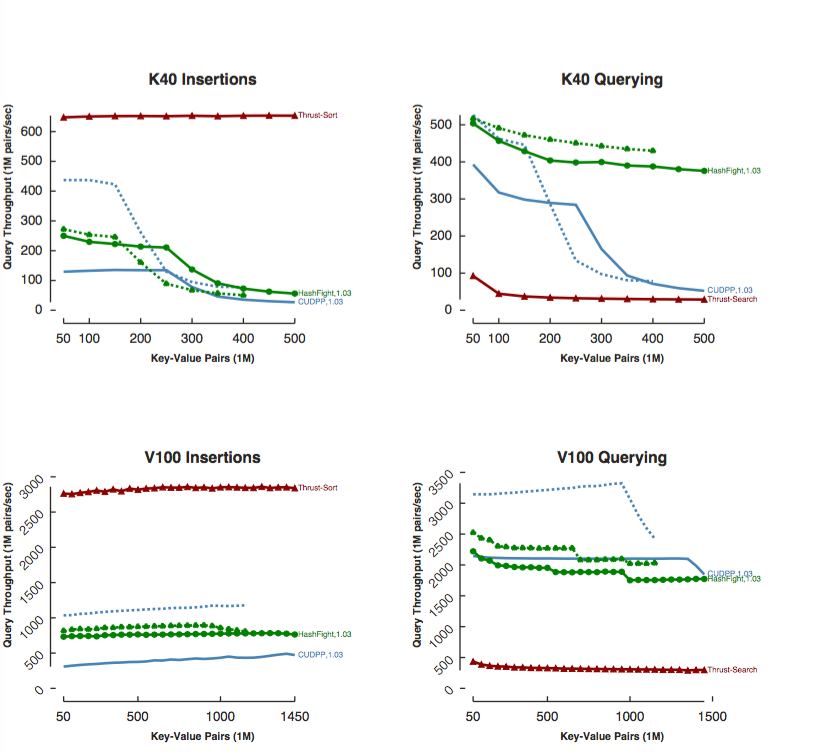 K40 Insertions
Query Throughput (1M pairs/sec)
600
500
400
300
200
100
0
Thrust-Sort
HashFight,1.03
CUDPP,1.03
50 100 200 300 400 500
Key-Value Pairs (1M)
K40 Querying
Query Throughput (1M pairs/sec)
500
400
300
200
100
0
HashFight,1.03
CUDPP,1.03
Thrust-Search
50 100 200 300 400 500
Key-Value Pairs (1M)
V100 Insertions
Query Throughput (1M pairs/sec)
3000
2500
2000
1500
1000
500
0
Thrust-Sort
HashFight,1.03
CUDPP,1.03
50 500 1000 1450
Key-Value Pairs (1M)
V100 Querying
Query Throughput (1M pairs/sec)
3500
3000
2500
2000
1500
1000
500
0
CUDPP,1.03
HashFight,1.03
Thrust-Search
50 500 1000 1500
Key-Value Pairs (1M)